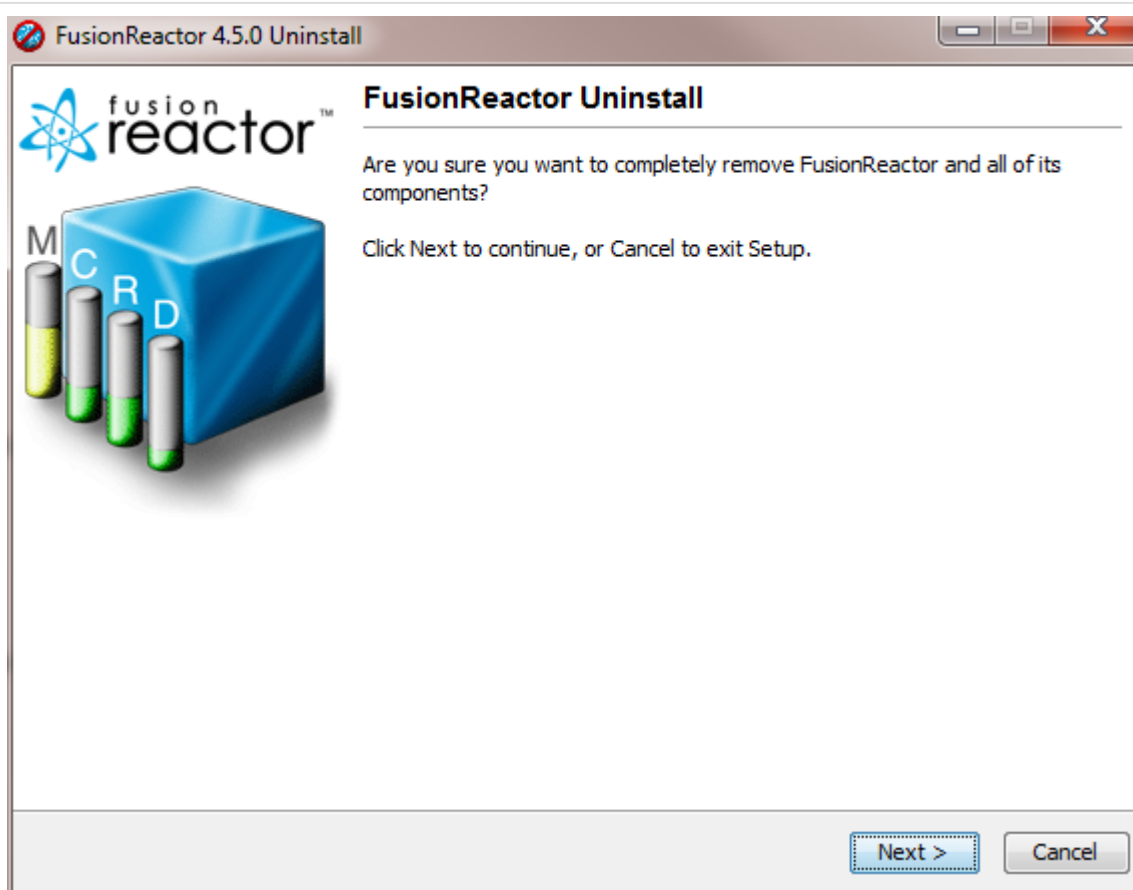 FusionReactor 4.5.0 Uninstall
fusion
reactor™
FusionReactor Uninstall
Are you sure you want to completely remove FusionReactor and all of its
components?
Click Next to continue, or Cancel to exit Setup.
M
C
R
D
Next >
Cancel